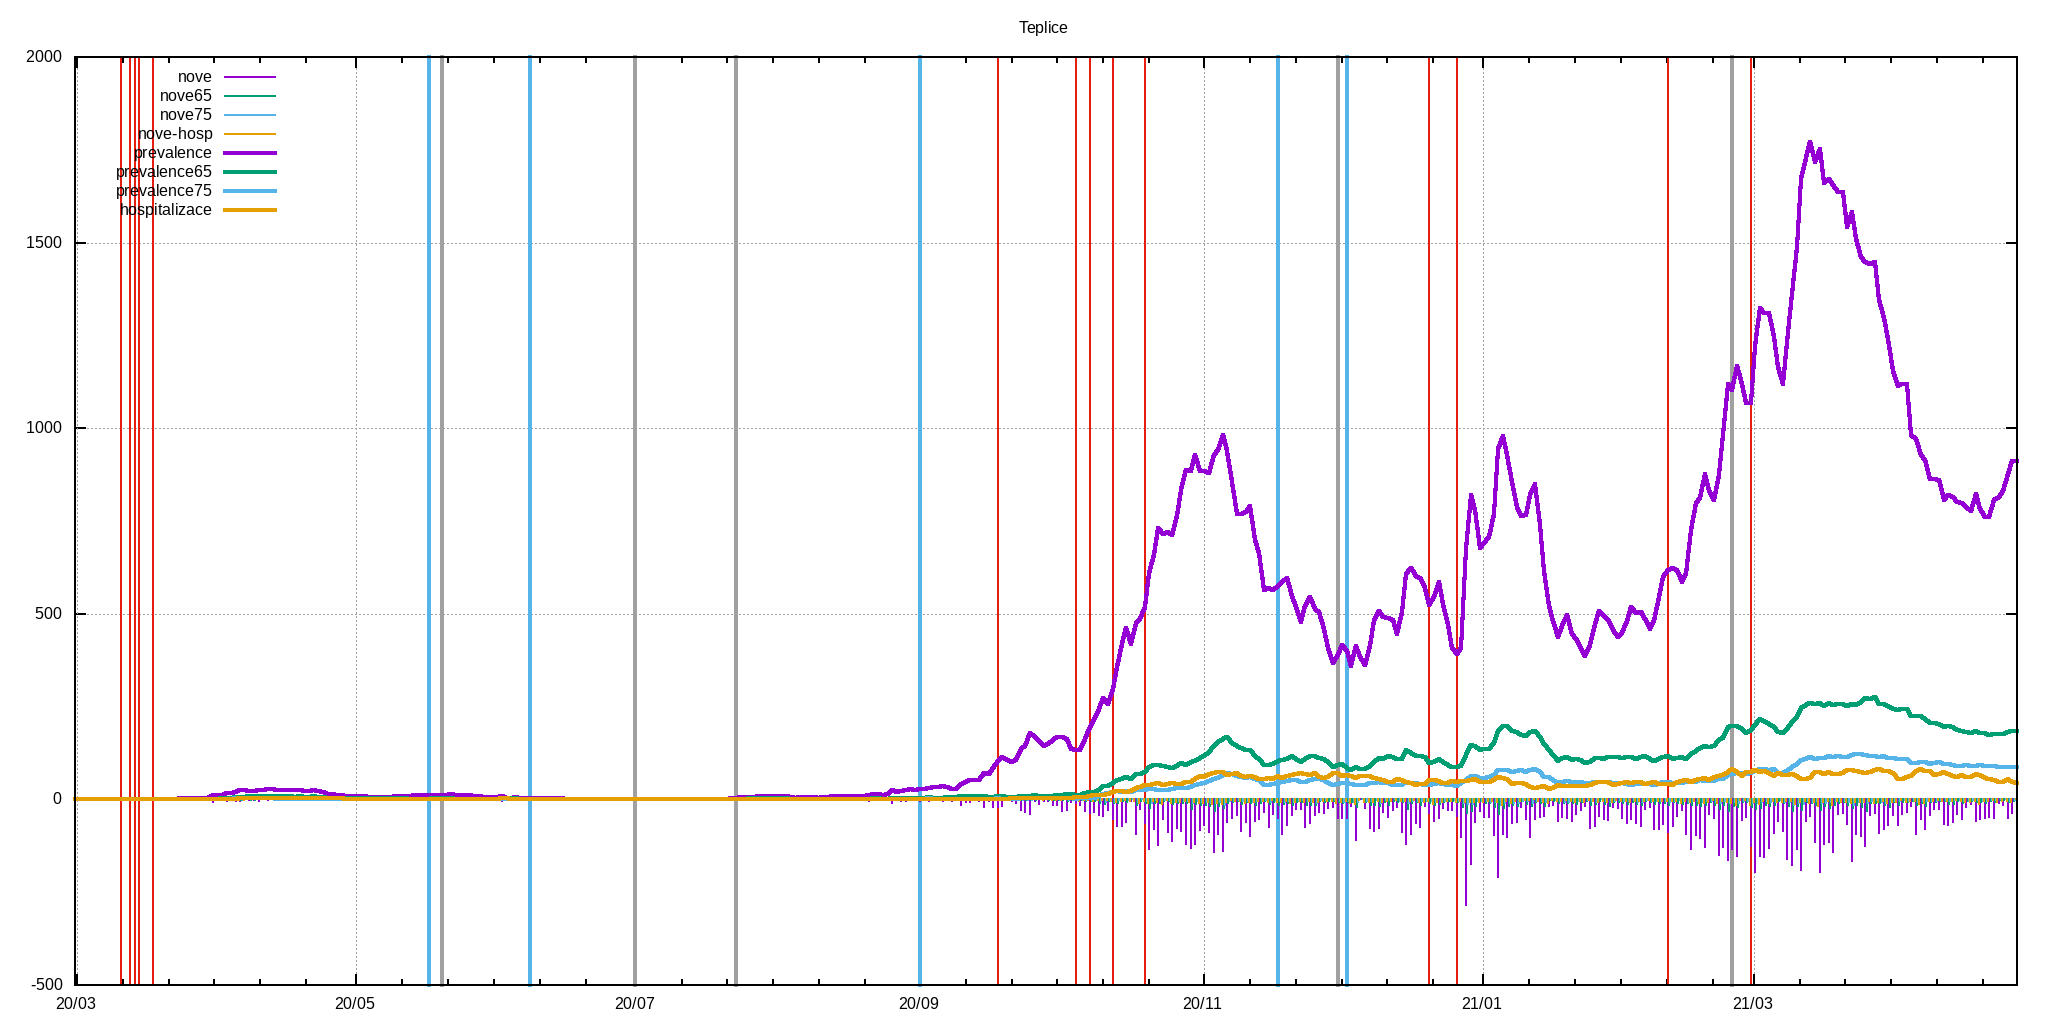 Teplice
2000
1500
1000
500
0
-500
nove
nove65
nove75
nove-hosp
prevalence
prevalence65
prevalence75
hospitalizace
20/03 20/05 20/07 20/09 20/11 21/01 21/03